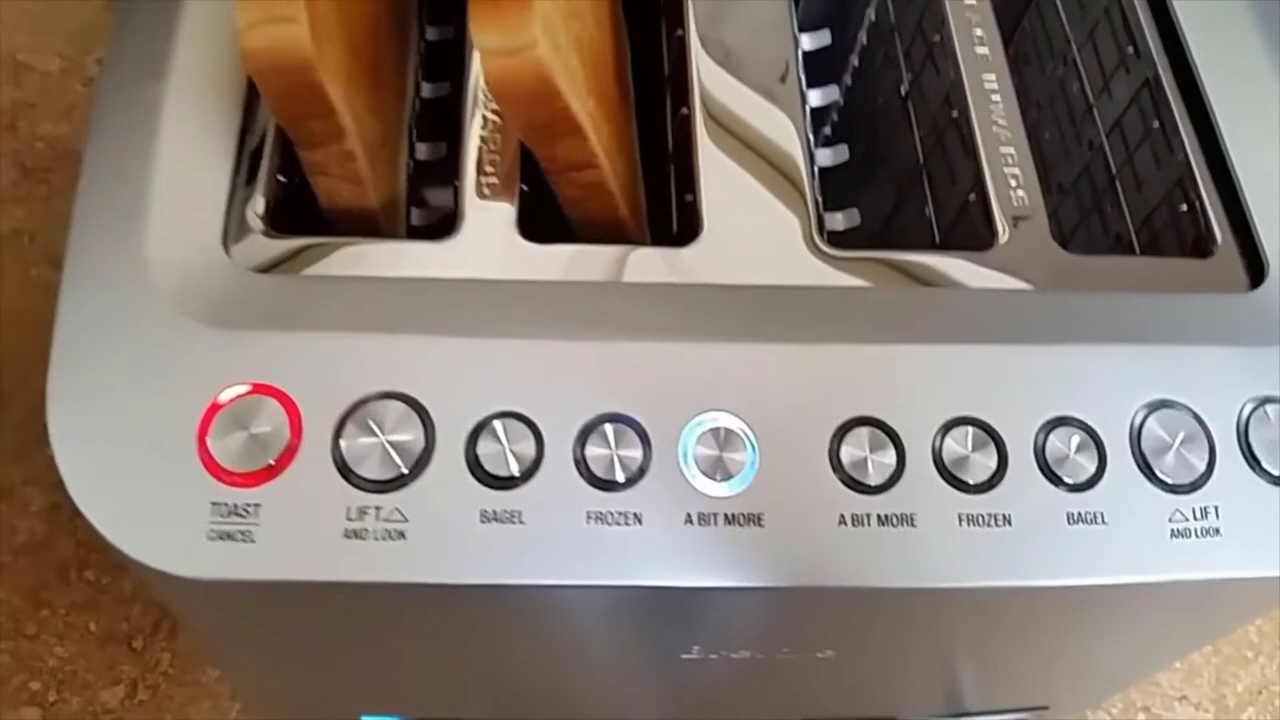 TOAST
CANCEL
LIFT
AND LOOK
BAGEL
FROZEN
A BIT MORE
A BIT MORE
FROZEN
BAGEL
LIFT
AND LOOK